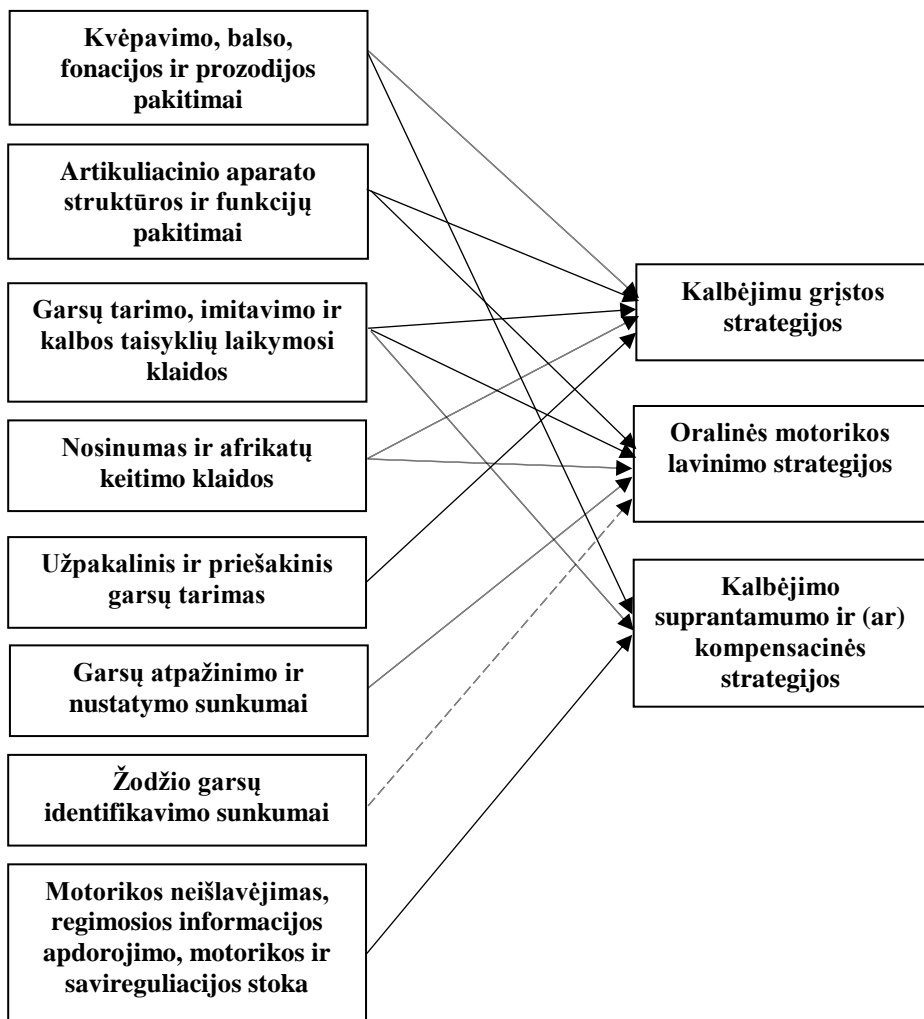 Kvėpavimo, balso,
fonacijos ir prozodijos
pakitimai
Artikuliacinio aparato
struktūros ir funkcijų
pakitimai
Garsų tarimo, imitavimo ir
kalbos taisyklių laikymosi
klaidos
Nosinumas ir afrikatų
keitimo klaidos
Užpakalinis ir priešakinis
garsų tarimas
Garsų atpažinimo ir
nustatymo sunkumai
Žodžio garsų
identifikavimo sunkumai
Motorikos neišlavėjimas,
regimosios informacijos
apdorojimo, motorikos ir
savireguliacijos stoka
Kalbėjimu grįstos
strategijos
Oralinės motorikos
lavinimo strategijos
Kalbėjimo
suprantamumo ir (ar)
kompensacinės
strategijos